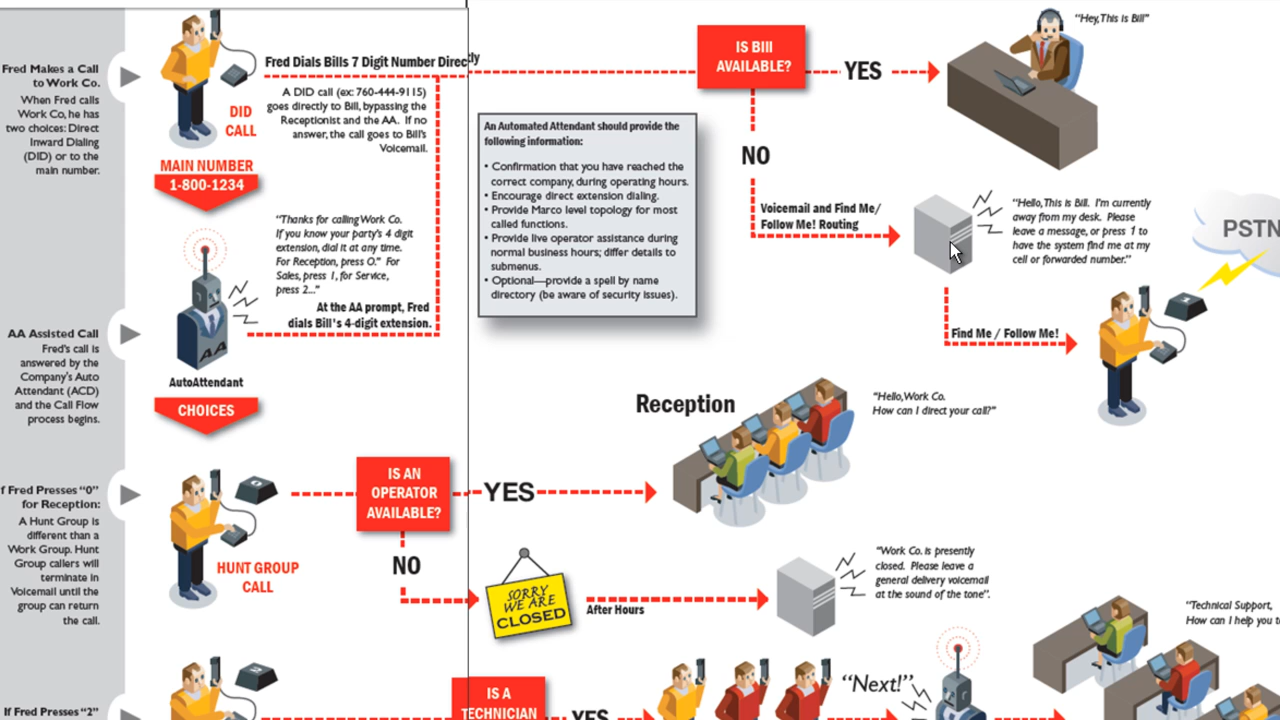 Fred Makes a Call
to Work Co.
When Fred calls
Work Co, he has
two choices: Direct
Inward Dialing
(DID) or to the
main number.
Fred Dials Bills 7 Digit Number Directly
A DID call (ex: 760-444-9115)
goes directly to Bill, bypassing the
Receptionist and the AA. If no
answer, the call goes to Bill's
Voicemail.
DID
CALL
MAIN NUMBER
1-800-1234
IS BIll
AVAILABLE?
YES
"Hey, This is Bill"
NO
Voicemail and Find Me/
Follow Me! Routing
"Hello, This is Bill. I'm currently
away from my desk. Please
leave a message, or press 1 to
have the system find me at my
cell or forwarded number."
PSTN
Find Me / Follow Me!
An Automated Attendant should provide the
following information:
• Confirmation that you have reached the
correct company, during operating hours.
• Encourage direct extension dialing.
• Provide Marco level topology for most
called functions.
• Provide live operator assistance during
normal business hours; differ details to
submenus.
• Optional—provide a spell by name
directory (be aware of security issues).
"Thanks for calling Work Co.
If you know your party's 4 digit
extension, dial it at any time.
For Reception, press O." For
Sales, press 1, for Service,
press 2..."
At the AA prompt, Fred
dials Bill's 4-digit extension.
AA Assisted Call
Fred's call is
answered by the
Company's Auto
Attendant (ACD)
and the Call Flow
process begins.
AA
AutoAttendant
CHOICES
Reception
"Hello, Work Co.
How can I direct your call?"
f Fred Presses "0"
for Reception:
A Hunt Group is
different than a
Work Group. Hunt
Group callers will
terminate in
Voicemail until the
group can return
the call.
HUNT GROUP
CALL
IS AN
OPERATOR
AVAILABLE?
YES
NO
SORRY
WE ARE
CLOSED
After Hours
"Work Co. is presently
closed. Please leave a
general delivery voicemail
at the sound of the tone".
"Technical Support,
How can I help you
If Fred Presses "2"
IS A
TECHNICIAN
YES
"Next!"